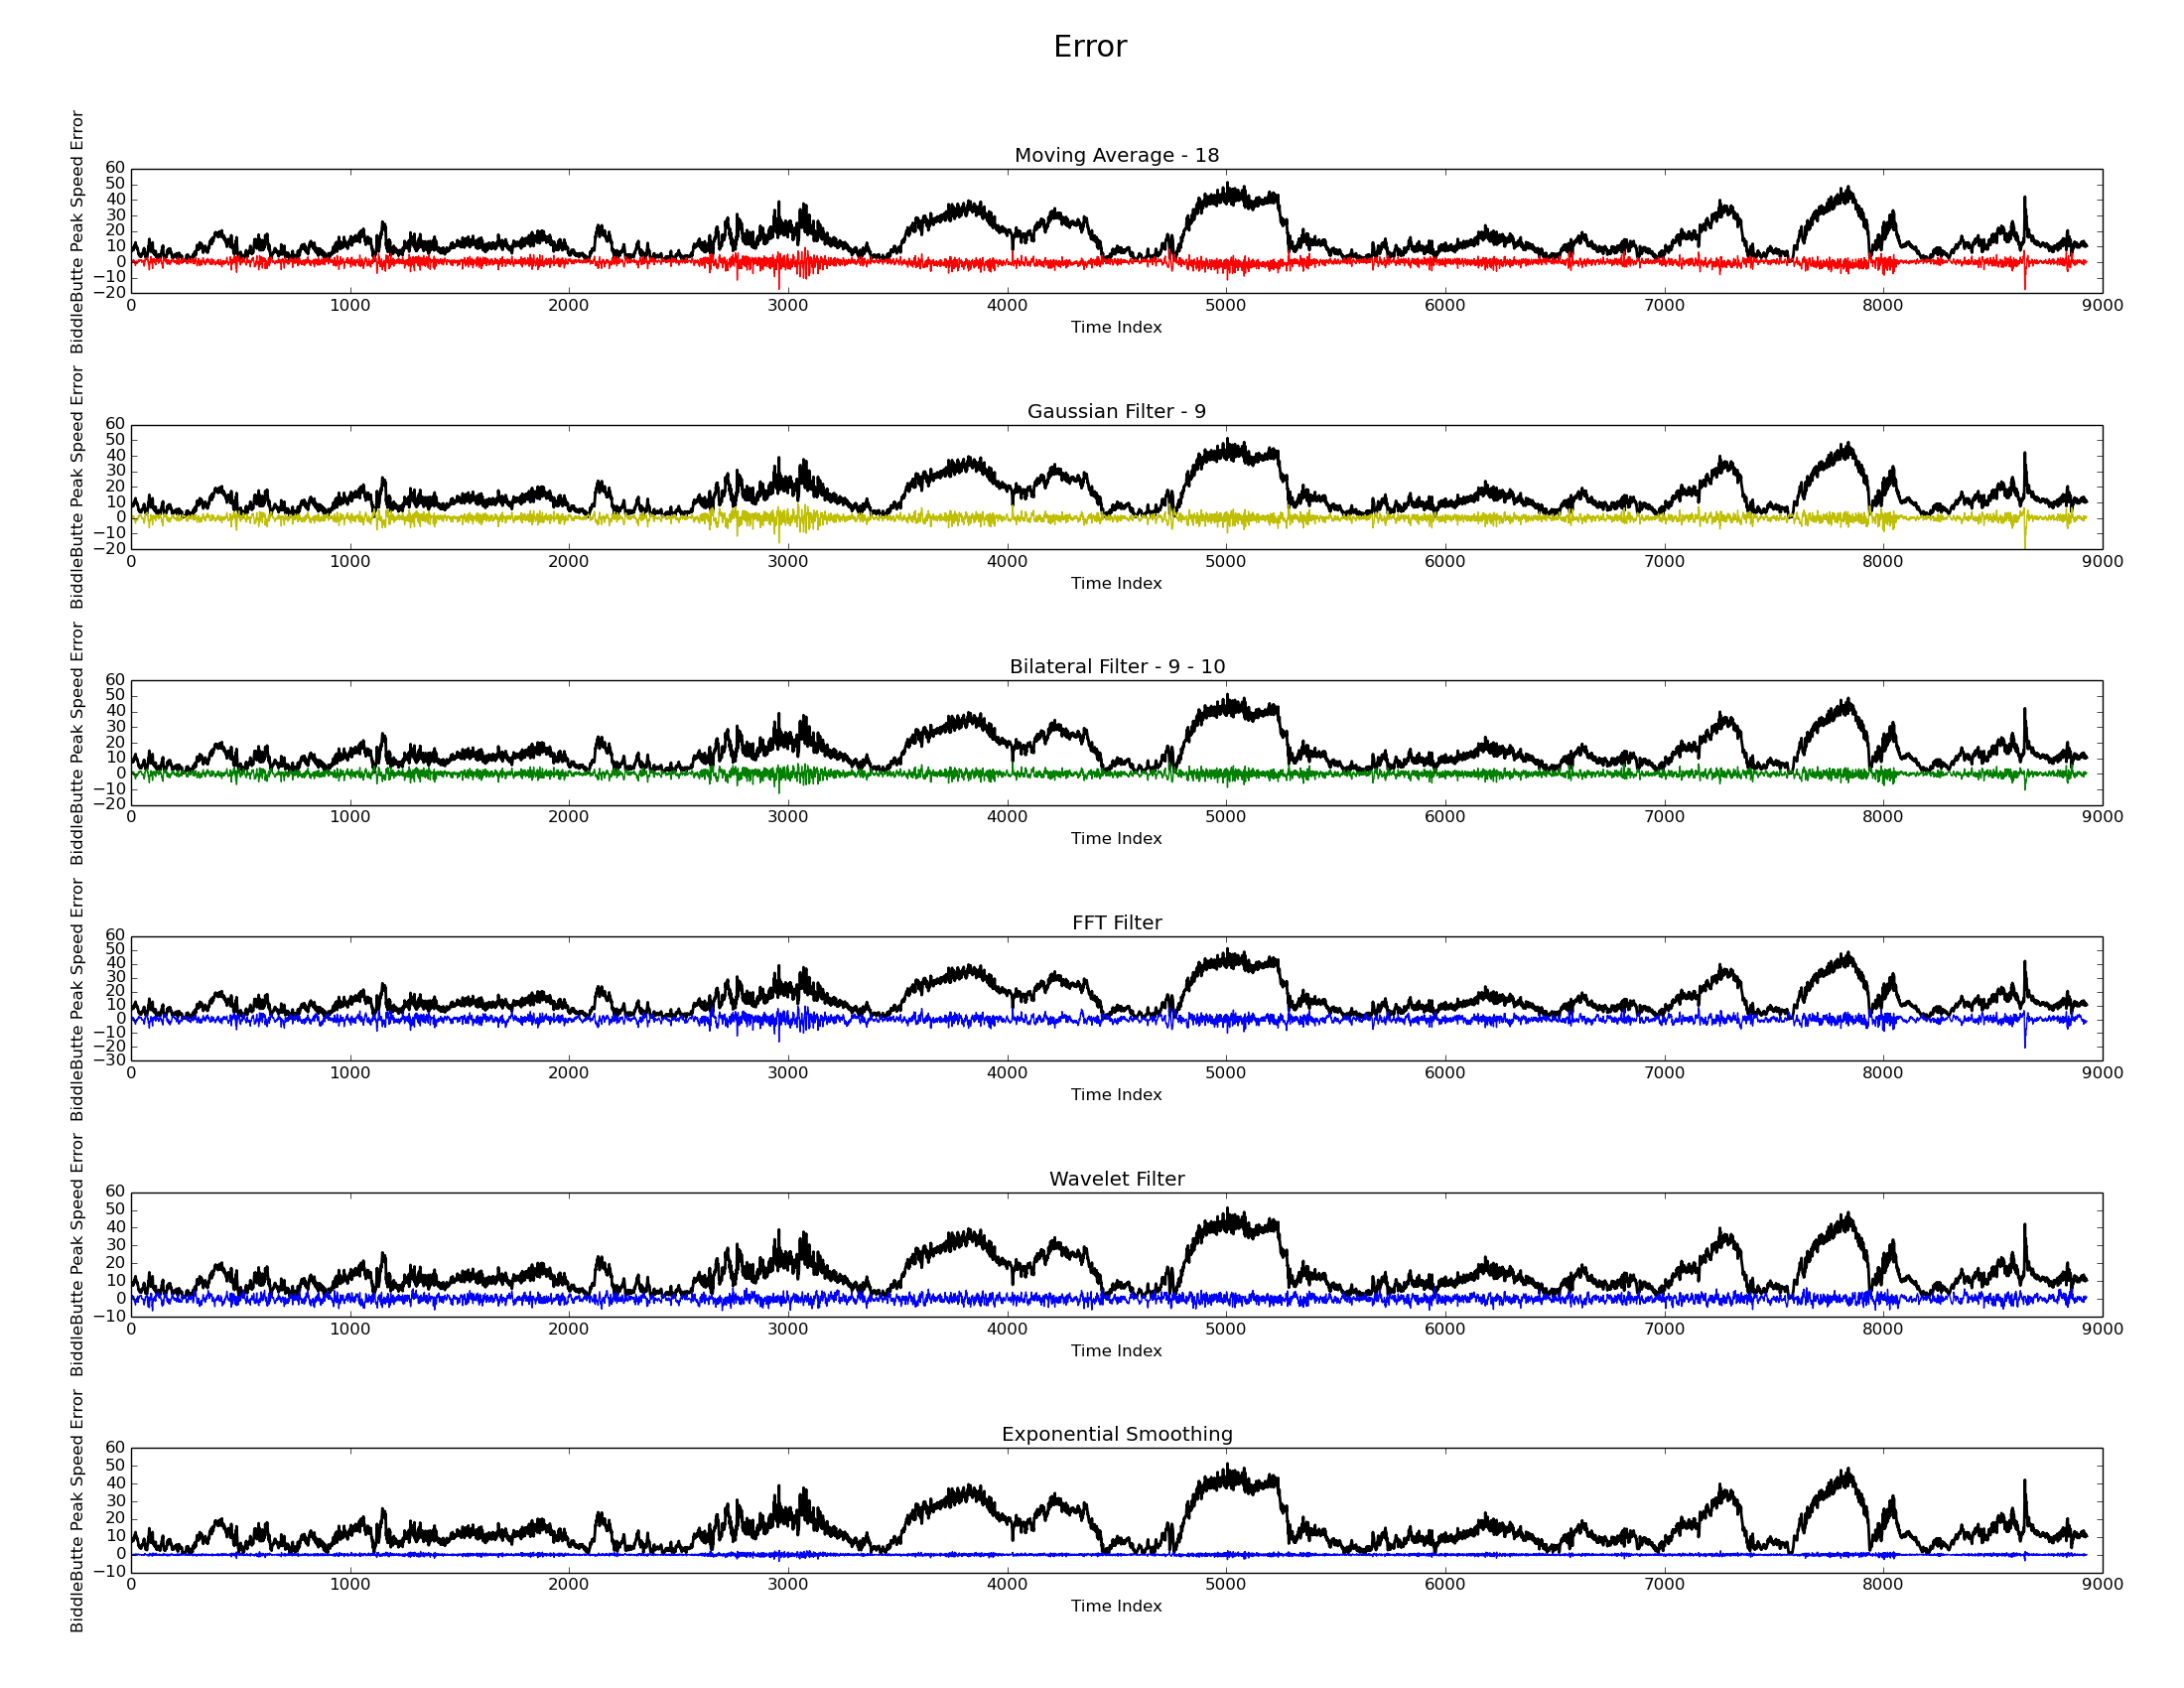 Error
Moving Average - 18
BiddleButte Peak Speed Error
60
50
40
30
20
10
0
−10
−20
0 1000 2000 3000 4000 5000 6000 7000 8000 9000
Time Index
Gaussian Filter - 9
BiddleButte Peak Speed Error
60
50
40
30
20
10
0
−10
−20
0 1000 2000 3000 4000 5000 6000 7000 8000 9000
Time Index
Bilateral Filter - 9 - 10
BiddleButte Peak Speed Error
60
50
40
30
20
10
0
−10
−20
0 1000 2000 3000 4000 5000 6000 7000 8000 9000
Time Index
FFT Filter
BiddleButte Peak Speed Error
60
50
40
30
20
10
0
−10
−20
−30
0 1000 2000 3000 4000 5000 6000 7000 8000 9000
Time Index
Wavelet Filter
BiddleButte Peak Speed Error
60
50
40
30
20
10
0
−10
0 1000 2000 3000 4000 5000 6000 7000 8000 9000
Time Index
Exponential Smoothing
BiddleButte Peak Speed Error
60
50
40
30
20
10
0
−10
0 1000 2000 3000 4000 5000 6000 7000 8000 9000
Time Index